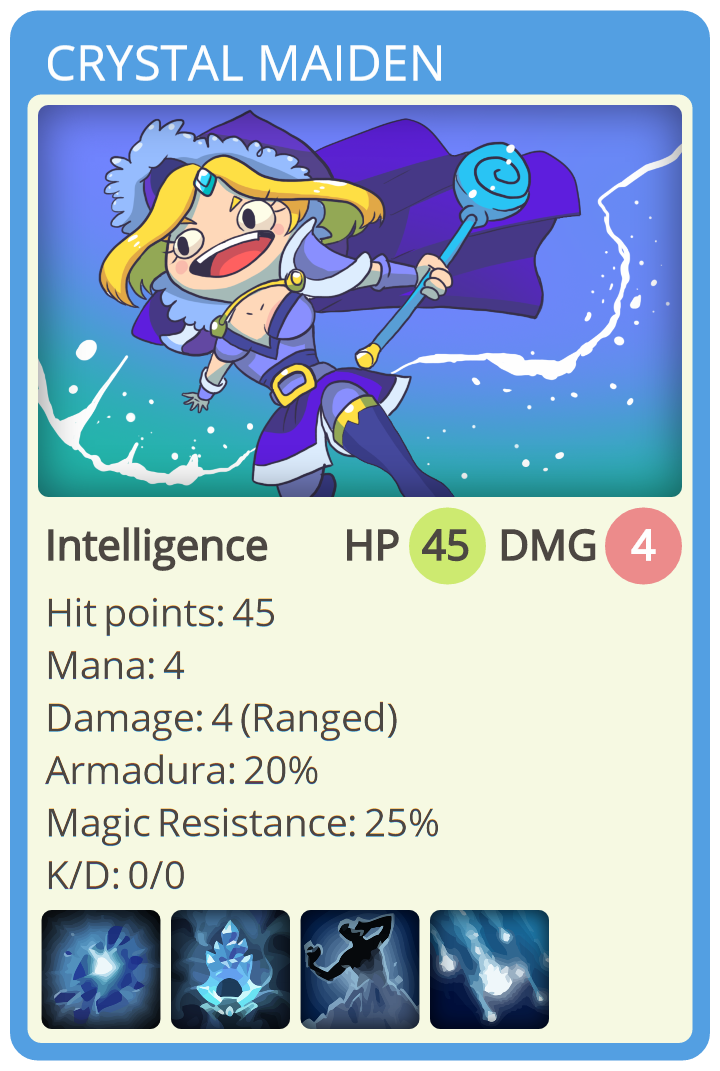 CRYSTAL MAIDEN
Intelligence HP 45 DMG 4
Hit points: 45
Mana: 4
Damage: 4 (Ranged)
Armadura: 20%
Magic Resistance: 25%
K/D: 0/0